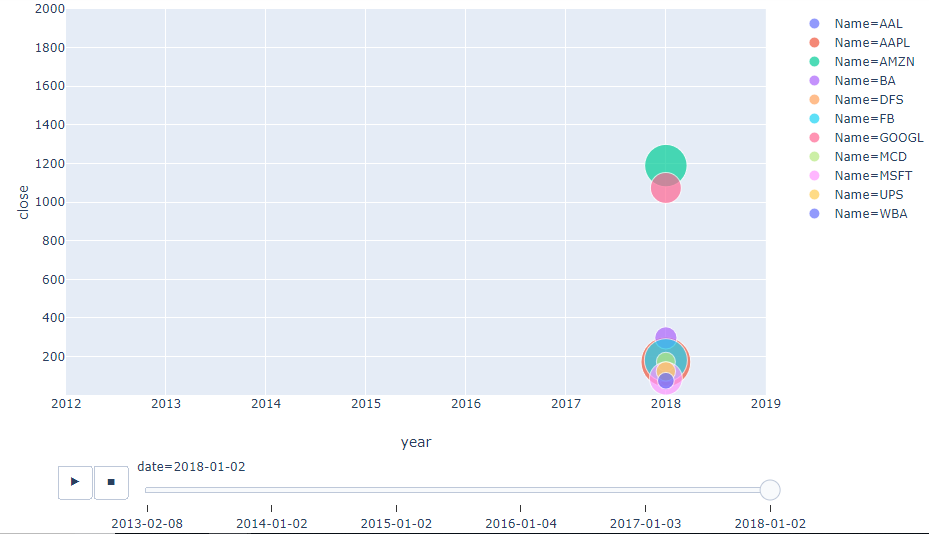 2000
1800
1600
1400
1200
1000
800
600
400
200
close
2012 2013 2014 2015 2016 2017 2018 2019
year
Name=AAL
Name=AAPL
Name=AMZN
Name=BA
Name=DFS
Name=FB
Name=GOOGL
Name=MCD
Name=MSFT
Name=UPS
Name=WBA
date=2018-01-02
2013-02-08 2014-01-02 2015-01-02 2016-01-04 2017-01-03 2018-01-02